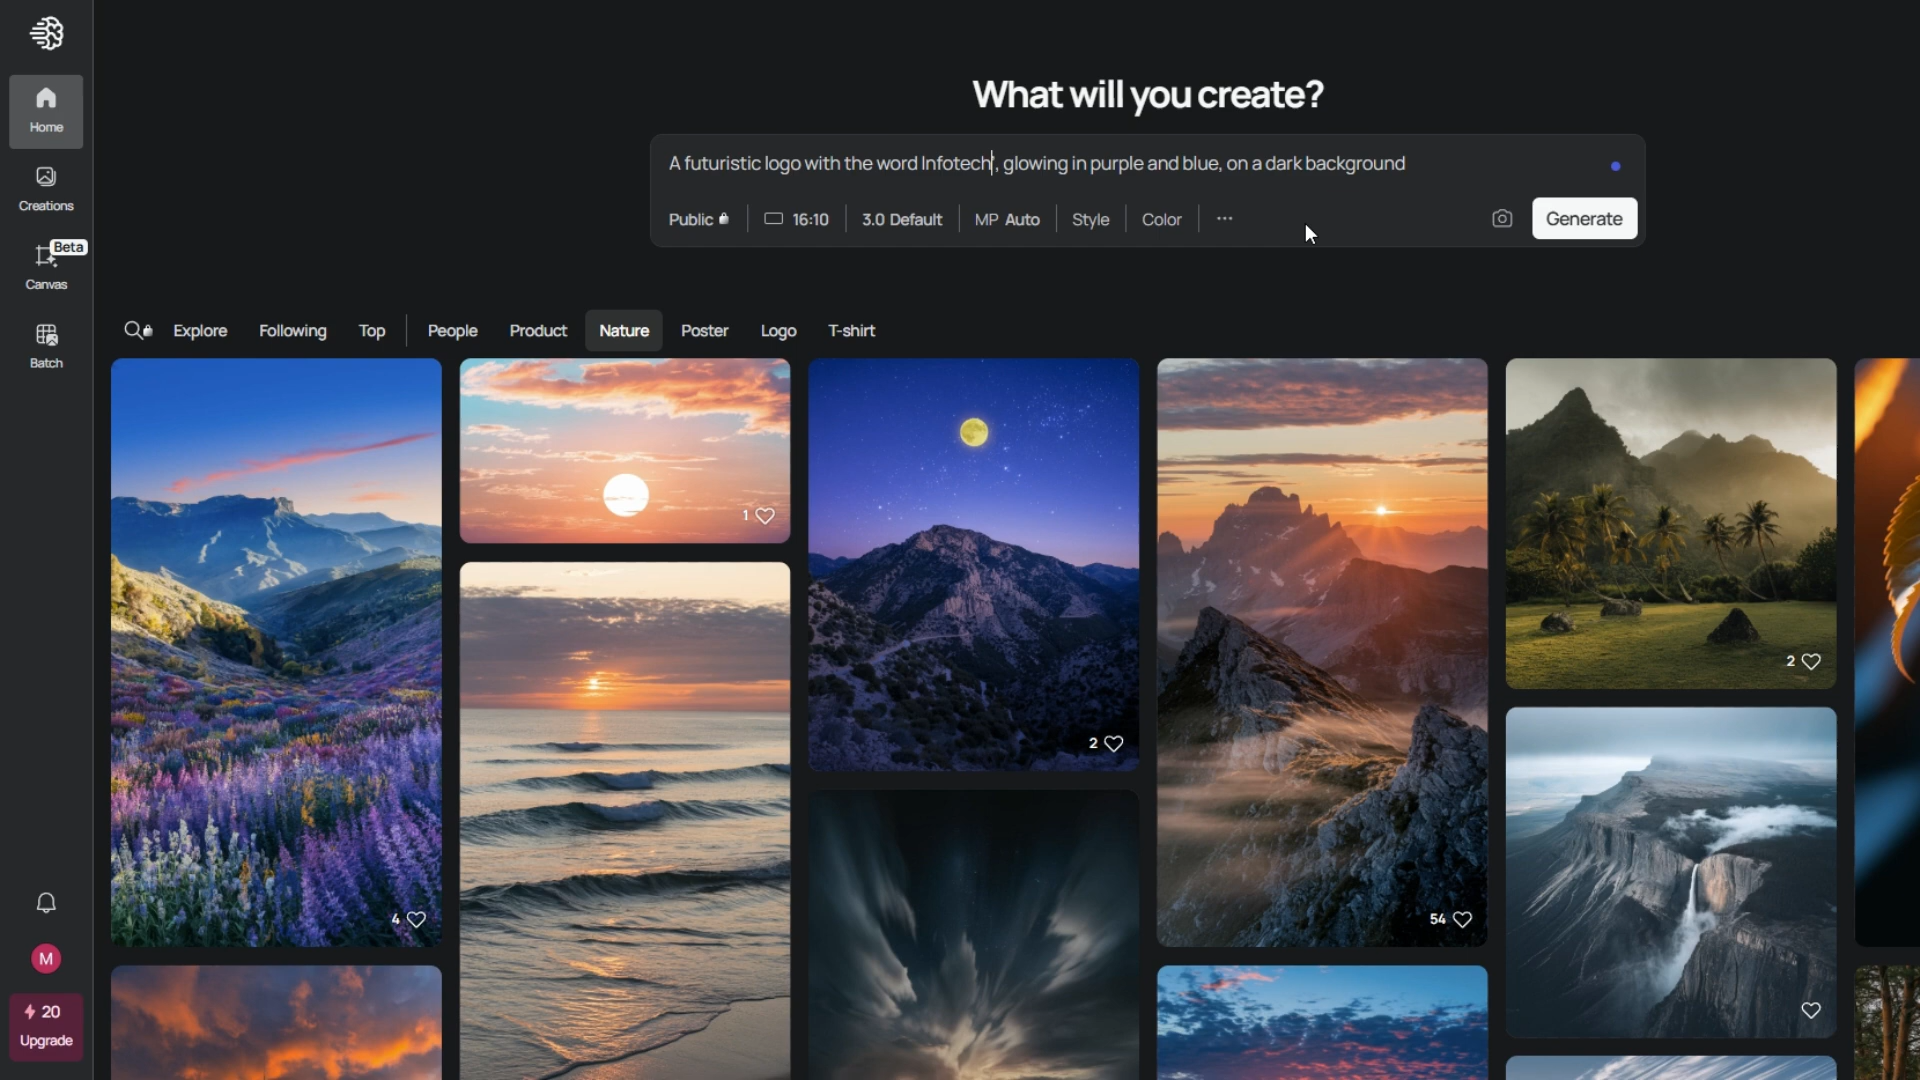 What will you create?
A futuristic logo with the word Infotech', glowing in purple and blue, on a dark background
Public 16:10 3.0 Default MP Auto Style Color ··· Generate
Home
Creations
Beta
Canvas
Batch
Explore Following Top People Product Nature Poster Logo T-shirt
1
2
2
4
54
M
20
Upgrade